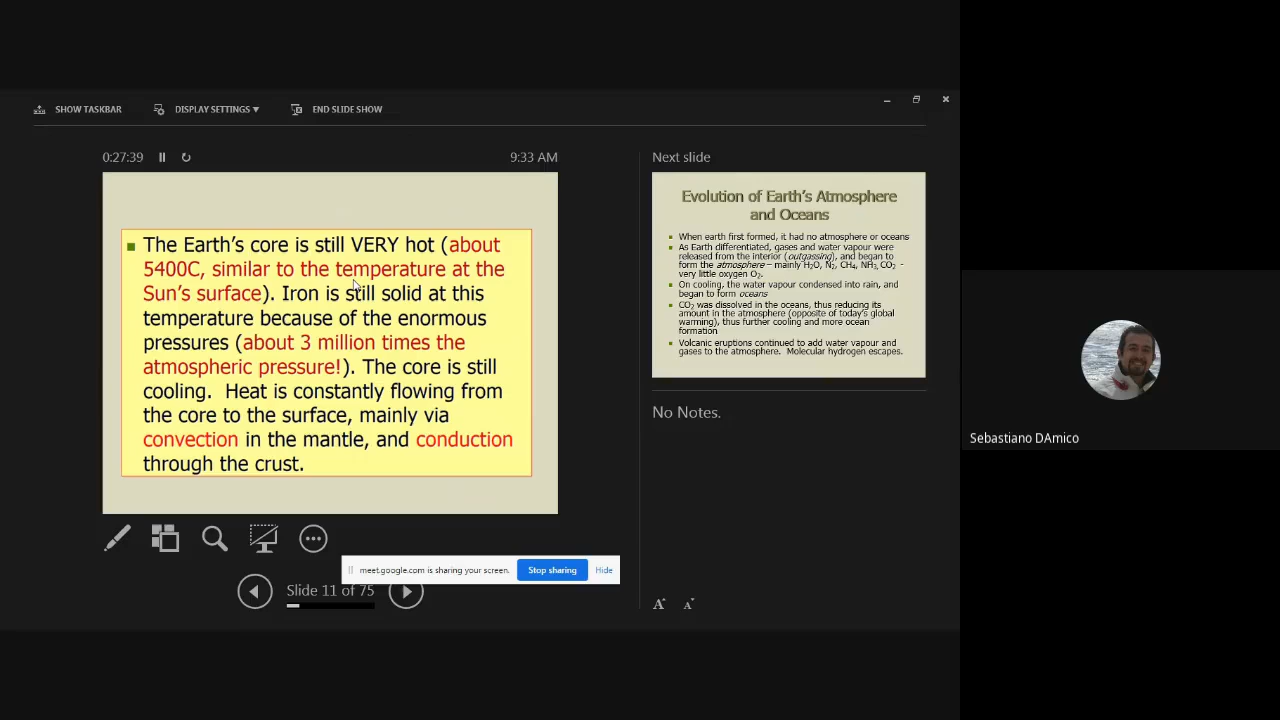 SHOW TASKBAR
DISPLAY SETTINGS
END SLIDE SHOW
0:27:39
9:33 AM
The Earth's core is still VERY hot (about
5400C, similar to the temperature at the
Sun's surface). Iron is still solid at this
temperature because of the enormous
pressures (about 3 million times the
atmospheric pressure!). The core is still
cooling.  Heat is constantly flowing from
the core to the surface, mainly via
convection in the mantle, and conduction
through the crust.
meet.google.com is sharing your screen.
Stop sharing
Hide
Slide 11 of 75
Next slide
Evolution of Earth's Atmosphere
and Oceans
When earth first formed, it had no atmosphere or oceans
As Earth differentiated, gases and water vapour were
released from the interior (outgassing), and began to
form the atmosphere – mainly H2O, N2, CH4, NH3, CO2 -
very little oxygen O2.
On cooling, the water vapour condensed into rain, and
began to form oceans
CO2 was dissolved in the oceans, thus reducing its
amount in the atmosphere (opposite of today's global
warming), thus further cooling and more ocean
formation
Volcanic eruptions continued to add water vapour and
gases to the atmosphere.  Molecular hydrogen escapes.
No Notes.
A A
Sebastiano DAmico